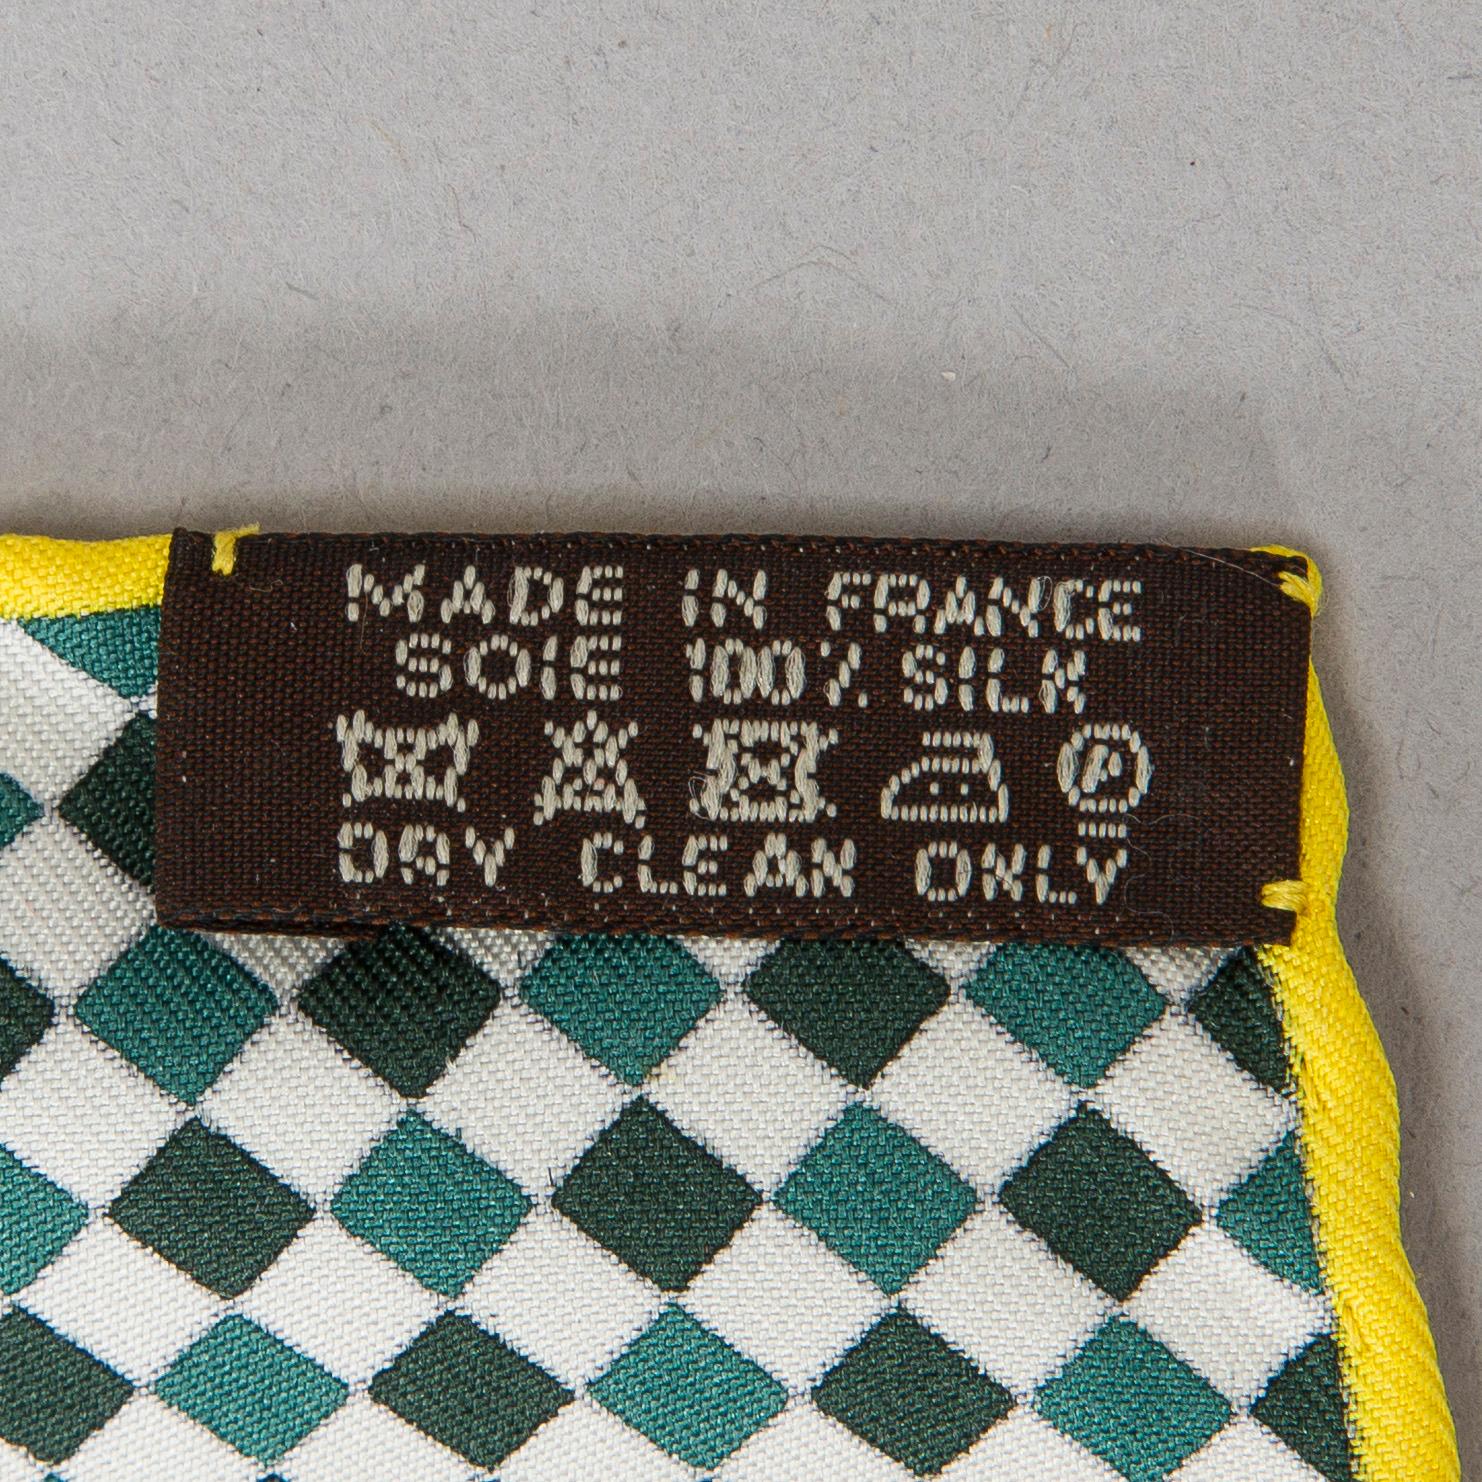 MADE IN FRANCE
SOIE 100% SILK
P
DRY CLEAN ONLY